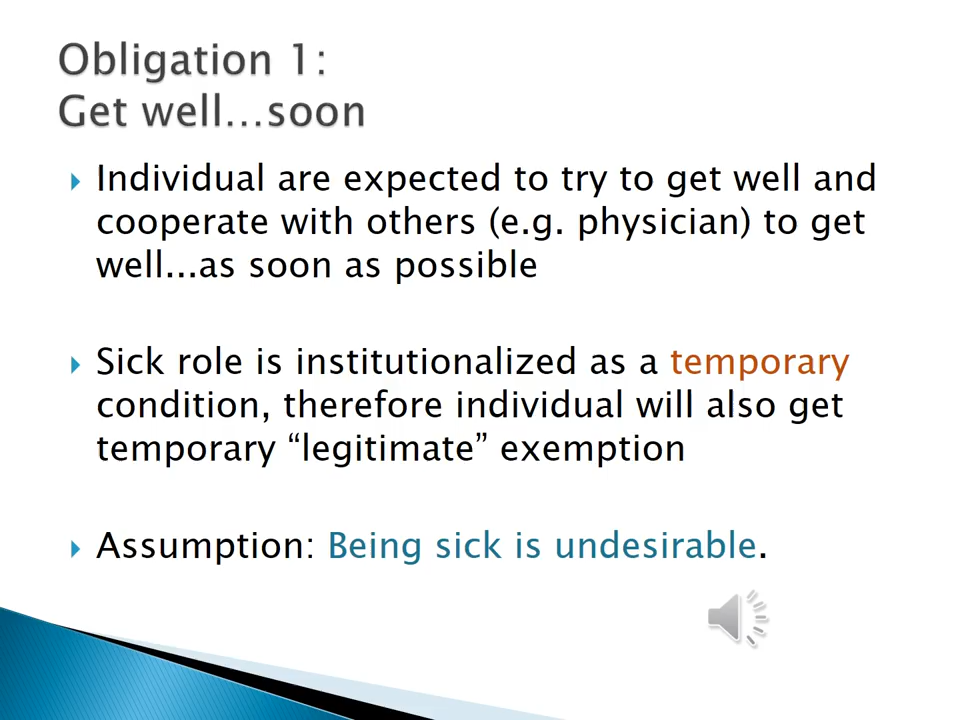 Obligation 1:
Get well...soon
Individual are expected to try to get well and
cooperate with others (e.g. physician) to get
well...as soon as possible
Sick role is institutionalized as a temporary
condition, therefore individual will also get
temporary “legitimate” exemption
Assumption: Being sick is undesirable.